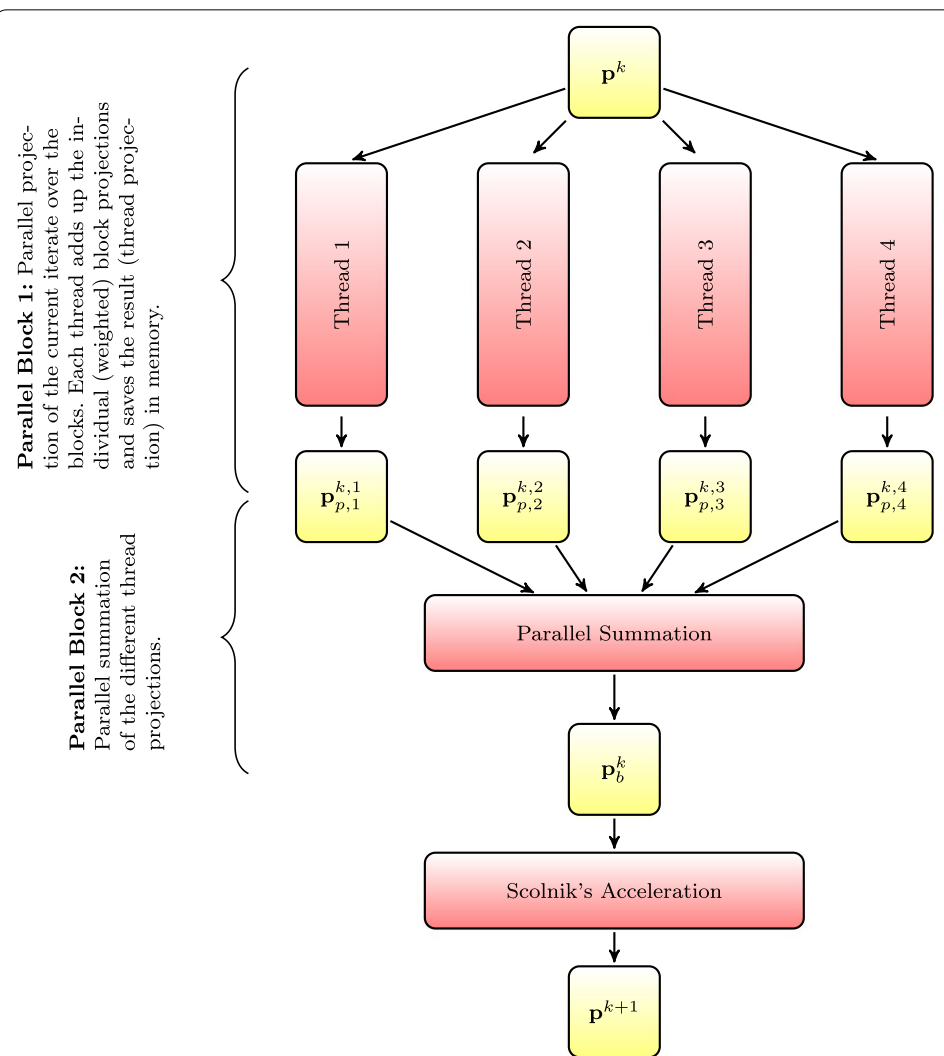 p^k
Parallel Block 1: Parallel projec-
tion of the current iterate over the
blocks. Each thread adds up the in-
dividual (weighted) block projections
and saves the result (thread projec-
tion) in memory.
Thread 1
Thread 2
Thread 3
Thread 4
p_{p,1}^{k,1}
p_{p,2}^{k,2}
p_{p,3}^{k,3}
p_{p,4}^{k,4}
Parallel Block 2:
Parallel summation
of the different thread
projections.
Parallel Summation
p_b^k
Scolnik's Acceleration
p^{k+1}